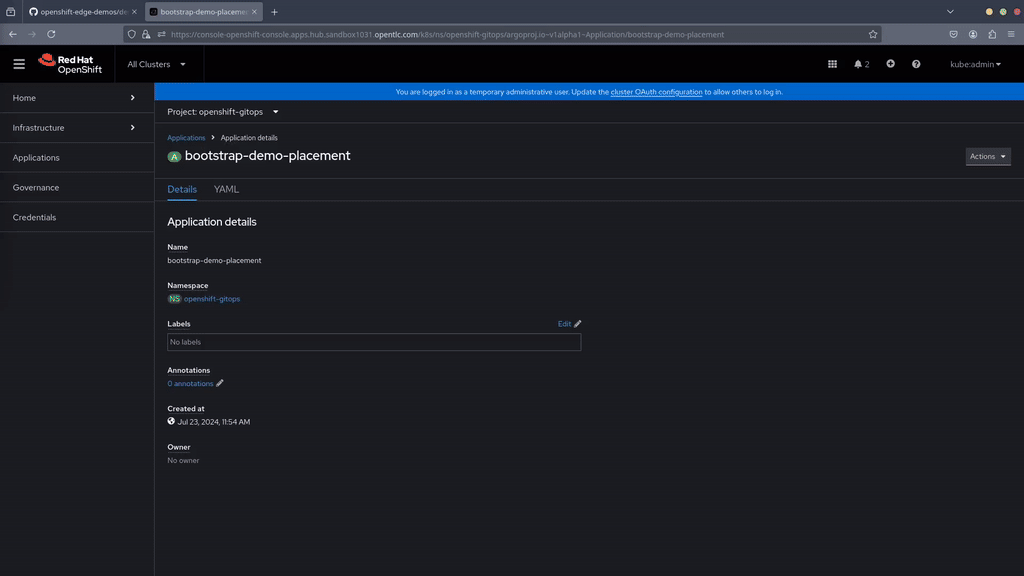 openshift-edge-demos/de
bootstrap-demo-placemen
https://console-openshift-console.apps.hub.sandbox1031.opentlc.com/k8s/ns/openshift-gitops/argoproj.io~v1alpha1~Application/bootstrap-demo-placement
Red Hat
OpenShift
All Clusters
2
kube:admin
You are logged in as a temporary administrative user. Update the cluster OAuth configuration to allow others to log in.
Home
Infrastructure
Applications
Governance
Credentials
Project: openshift-gitops
Applications > Application details
A bootstrap-demo-placement
Actions
Details YAML
Application details
Name
bootstrap-demo-placement
Namespace
NS openshift-gitops
Labels Edit
No labels
Annotations
0 annotations
Created at
Jul 23, 2024, 11:54 AM
Owner
No owner